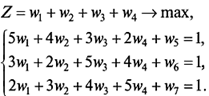 Z = w₁ + w₂ + w₃ + w₄ → max,
5w₁ + 4w₂ + 3w₃ + 2w₄ + w₅ = 1,
3w₁ + 2w₂ + 5w₃ + 4w₄ + w₆ = 1,
2w₁ + 3w₂ + 4w₃ + 5w₄ + w₇ = 1.